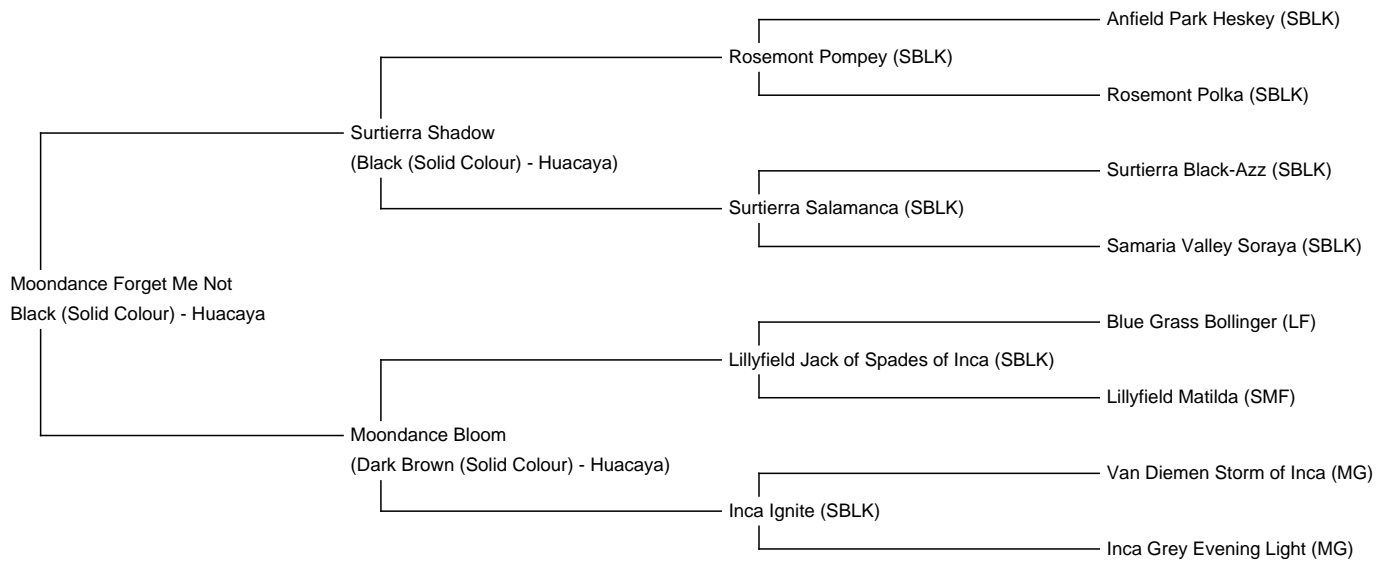 Anfield Park Heskey (SBLK)
Rosemont Pompey (SBLK)
Rosemont Polka (SBLK)
Surtierra Shadow
(Black (Solid Colour) - Huacaya)
Surtierra Black-Azz (SBLK)
Surtierra Salamanca (SBLK)
Samaria Valley Soraya (SBLK)
Moondance Forget Me Not
Black (Solid Colour) - Huacaya
Blue Grass Bollinger (LF)
Lillyfield Jack of Spades of Inca (SBLK)
Lillyfield Matilda (SMF)
Moondance Bloom
(Dark Brown (Solid Colour) - Huacaya)
Van Diemen Storm of Inca (MG)
Inca Ignite (SBLK)
Inca Grey Evening Light (MG)